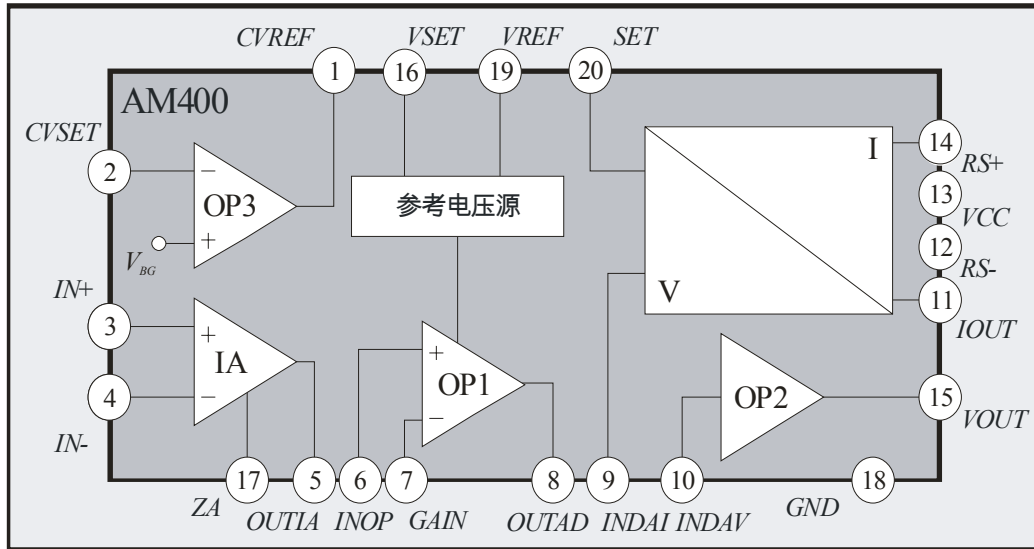 CVREF VSET VREF SET
1 16 19 20
AM400
CVSET
2
− OP3 +
V_BG
参考电压源
I
V
14
RS+
13
VCC
12
RS-
11
IOUT
IN+
3
+ IA −
4
IN-
+ OP1 −
OP2
15
VOUT
17 5 6 7 8 9 10 18
ZA OUTIA INOP GAIN OUTAD INDAI INDAV GND